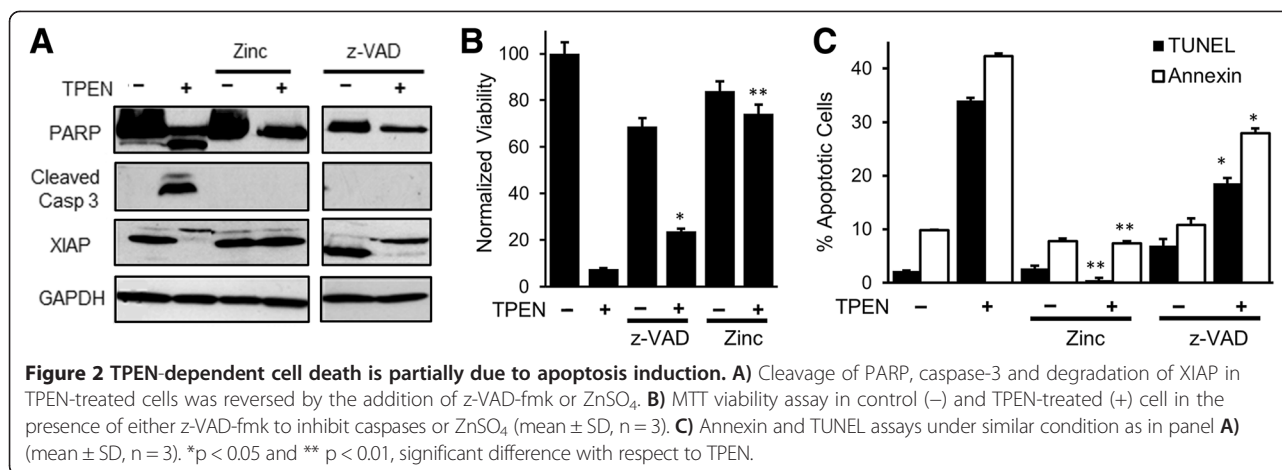 A
Zinc
z-VAD
TPEN – + – + – +
PARP
Cleaved
Casp 3
XIAP
GAPDH
B
Normalized Viability
100
80
60
40
20
0
*
**
TPEN – + – + – +
z-VAD
Zinc
C
% Apoptotic Cells
40
30
20
10
0
TUNEL
Annexin
**
**
*
*
TPEN – + – + – +
Zinc
z-VAD
Figure 2 TPEN-dependent cell death is partially due to apoptosis induction. A) Cleavage of PARP, caspase-3 and degradation of XIAP in
TPEN-treated cells was reversed by the addition of z-VAD-fmk or ZnSO₄. B) MTT viability assay in control (−) and TPEN-treated (+) cell in the
presence of either z-VAD-fmk to inhibit caspases or ZnSO₄ (mean ± SD, n = 3). C) Annexin and TUNEL assays under similar condition as in panel A)
(mean ± SD, n = 3). *p < 0.05 and ** p < 0.01, significant difference with respect to TPEN.